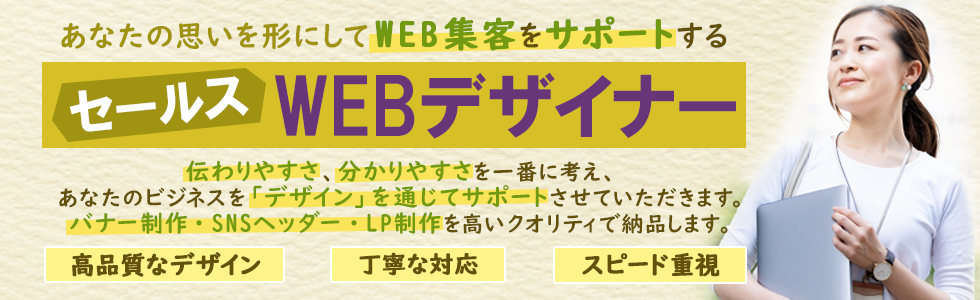 あなたの思いを形にしてWEB集客をサポートする
セールス WEBデザイナー
伝わりやすさ、分かりやすさを一番に考え、
あなたのビジネスを「デザイン」を通じてサポートさせていただきます。
バナー制作・SNSヘッダー・LP制作を高いクオリティで納品します。
高品質なデザイン 丁寧な対応 スピード重視